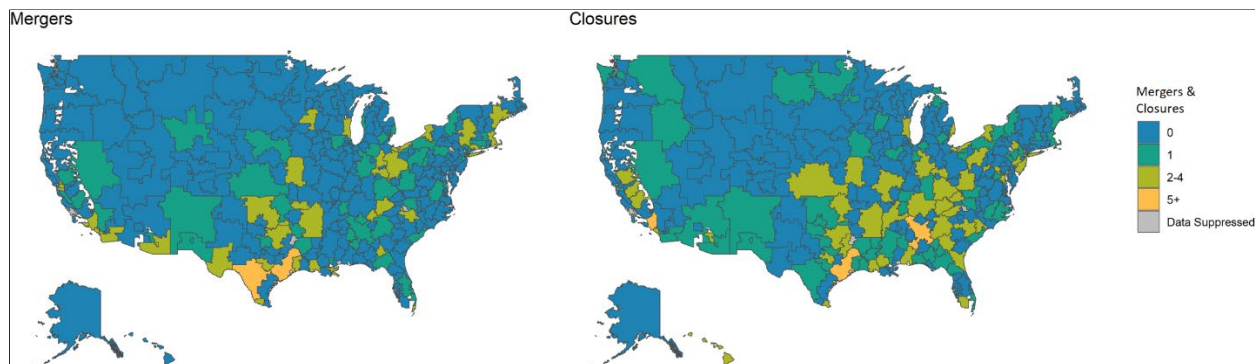 Mergers
Closures
Mergers &
Closures
0
1
2-4
5+
Data Suppressed